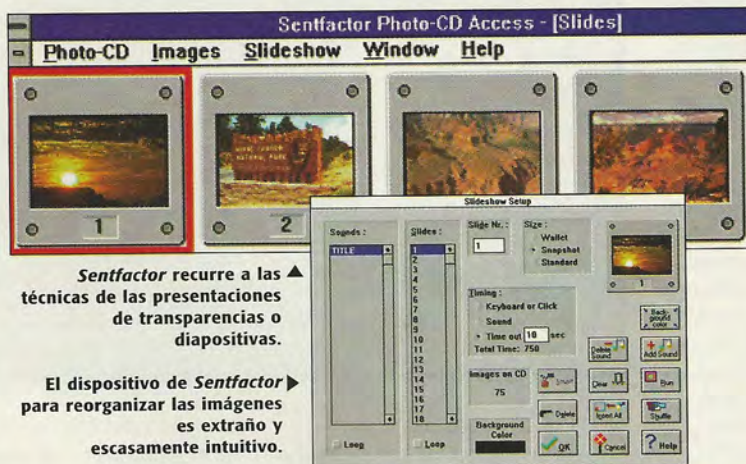 Sentfactor Photo-CD Access - [Slides]
Photo-CD Images Slideshow Window Help
1
2
Sentfactor recurre a las ▲
técnicas de las presentaciones
de transparencias o
diapositivas.
El dispositivo de Sentfactor ▶
para reorganizar las imágenes
es extraño y
escasamente intuitivo.
Slideshow Setup
Sounds :
TITLE
Loop
Slides :
1
2
3
4
5
6
7
8
9
10
11
12
13
14
15
16
17
18
Loop
Slide Nr. :
1
Size :
Wallet
Snapshot
Standard
Timing :
Keyboard or Click
Sound
Time out 10 sec
Total Time: 750
Images on CD
75
Background
Color
1
Back-
ground
color
Delete
Sound
Add Sound
Clear
Run
Delete
Insert All
Shuffle
OK
Cancel
? Help